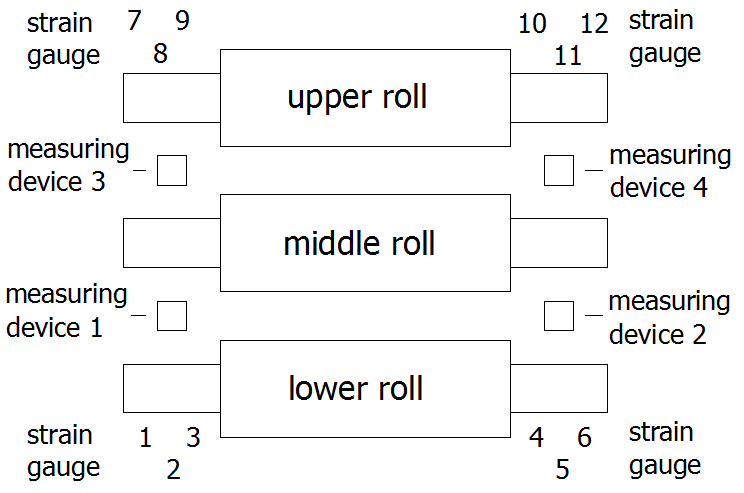 strain
gauge
7 9
8
10 12
11
strain
gauge
upper roll
measuring
device 3
measuring
device 4
middle roll
measuring
device 1
measuring
device 2
lower roll
strain
gauge
1 3
2
4 6
5
strain
gauge